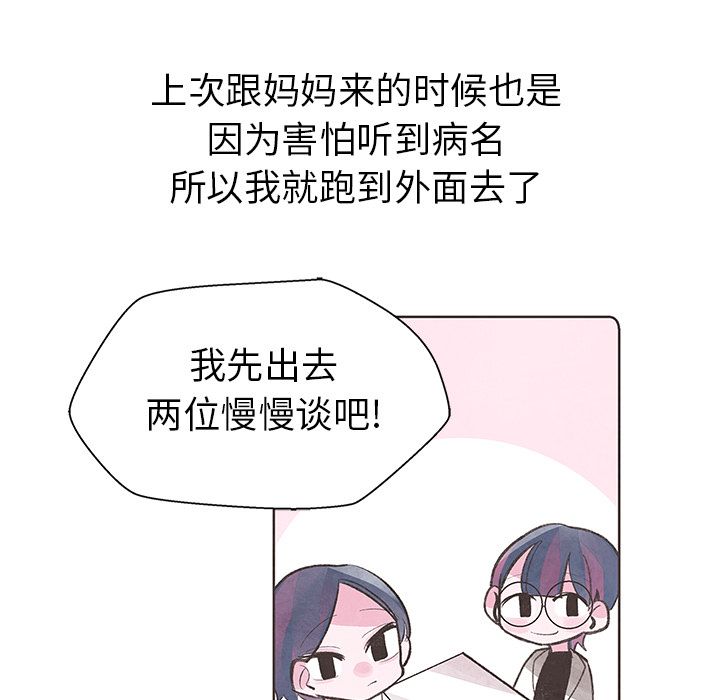 上次跟妈妈来的时候也是
因为害怕听到病名
所以我就跑到外面去了
我先出去
两位慢慢谈吧!